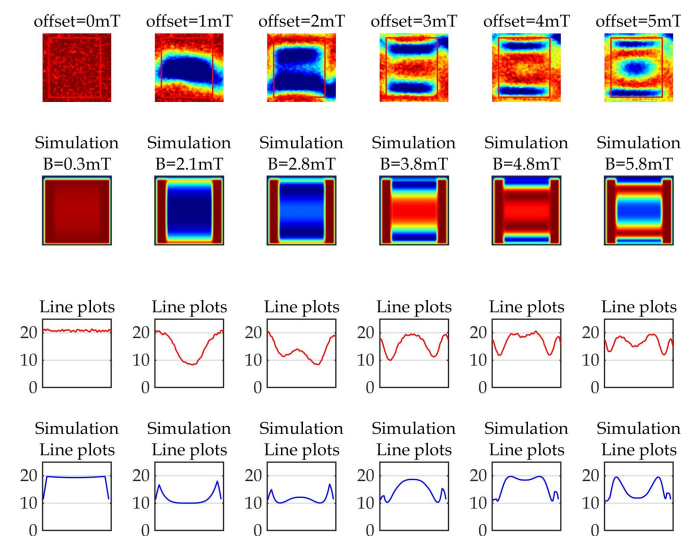 offset=0mT offset=1mT offset=2mT offset=3mT offset=4mT offset=5mT
Simulation Simulation Simulation Simulation Simulation Simulation
B=0.3mT B=2.1mT B=2.8mT B=3.8mT B=4.8mT B=5.8mT
Line plots Line plots Line plots Line plots Line plots Line plots
20 20 20 20 20 20
10 10 10 10 10 10
0 0 0 0 0 0
Simulation Simulation Simulation Simulation Simulation Simulation
Line plots Line plots Line plots Line plots Line plots Line plots
20 20 20 20 20 20
10 10 10 10 10 10
0 0 0 0 0 0